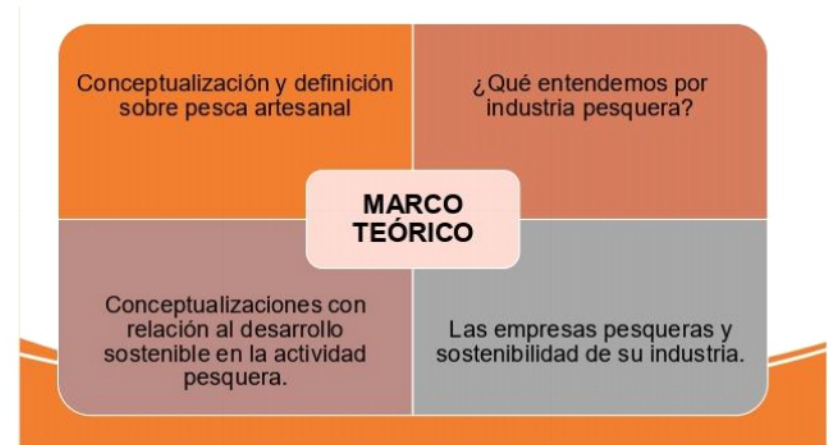 Conceptualización y definición
sobre pesca artesanal
¿Qué entendemos por
industria pesquera?
MARCO
TEÓRICO
Conceptualizaciones con
relación al desarrollo
sostenible en la actividad
pesquera.
Las empresas pesqueras y
sostenibilidad de su industria.